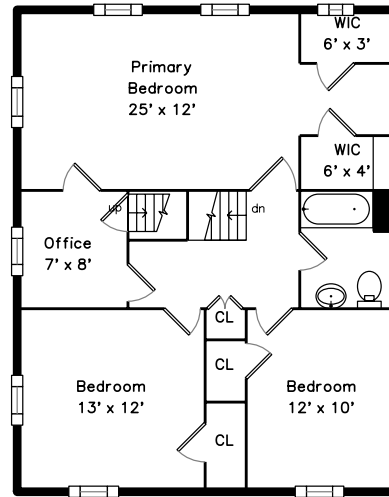 WIC
6' x 3'
Primary
Bedroom
25' x 12'
WIC
6' x 4'
up
dn
Office
7' x 8'
CL
Bedroom
13' x 12'
CL
Bedroom
12' x 10'
CL